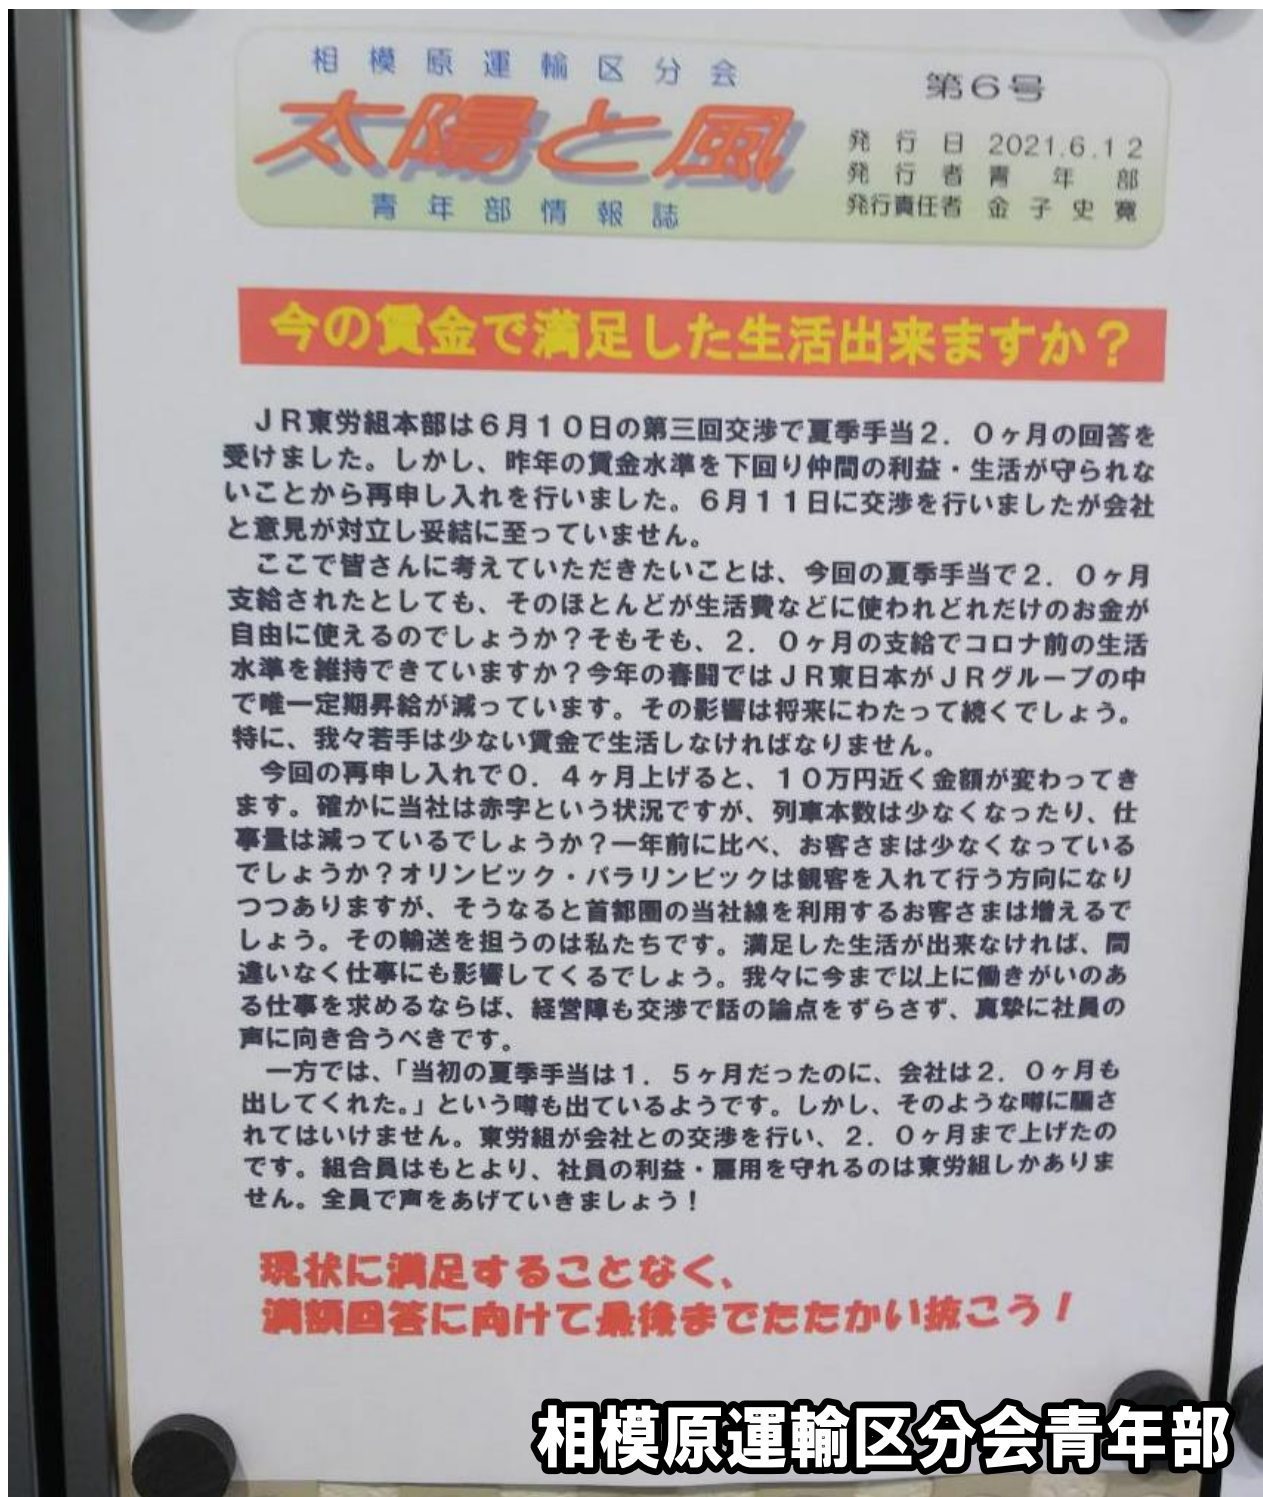 相模原運輸区分会
太陽と風
青年部情報誌
第6号
発行日 2021.6.12
発行者 青年部
発行責任者 金子史寛
今の賃金で満足した生活出来ますか？
JR東労組本部は6月10日の第三回交渉で夏季手当2．0ヶ月の回答を
受けました。しかし、昨年の賃金水準を下回り仲間の利益・生活が守られな
いことから再申し入れを行いました。6月11日に交渉を行いましたが会社
と意見が対立し妥結に至っていません。
ここで皆さんに考えていただきたいことは、今回の夏季手当で2．0ヶ月
支給されたとしても、そのほとんどが生活費などに使われどれだけのお金が
自由に使えるのでしょうか？そもそも、2．0ヶ月の支給でコロナ前の生活
水準を維持できていますか？今年の春闘ではJR東日本がJRグループの中
で唯一定期昇給が減っています。その影響は将来にわたって続くでしょう。
特に、我々若手は少ない賃金で生活しなければなりません。
今回の再申し入れで0．4ヶ月上げると、10万円近く金額が変わってき
ます。確かに当社は赤字という状況ですが、列車本数は少なくなったり、仕
事量は減っているでしょうか？一年前に比べ、お客さまは少なくなっている
でしょうか？オリンピック・パラリンピックは観客を入れて行う方向になり
つつありますが、そうなると首都圏の当社線を利用するお客さまは増えるで
しょう。その輸送を担うのは私たちです。満足した生活が出来なければ、間
違いなく仕事にも影響してくるでしょう。我々に今まで以上に働きがいのあ
る仕事を求めるならば、経営陣も交渉で話の論点をずらさず、真摯に社員の
声に向き合うべきです。
一方では、「当初の夏季手当は1．5ヶ月だったのに、会社は2．0ヶ月も
出してくれた。」という噂も出ているようです。しかし、そのような噂に騙さ
れてはいけません。東労組が会社との交渉を行い、2．0ヶ月まで上げたの
です。組合員はもとより、社員の利益・雇用を守れるのは東労組しかありま
せん。全員で声をあげていきましょう！
現状に満足することなく、
満額回答に向けて最後までたたかい抜こう！
相模原運輸区分会青年部